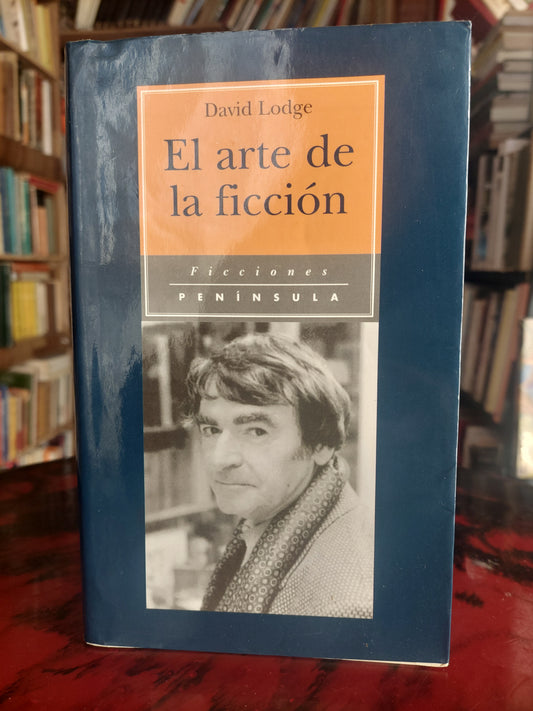 David Lodge
El arte de
la ficción
Ficciones
PENÍNSULA